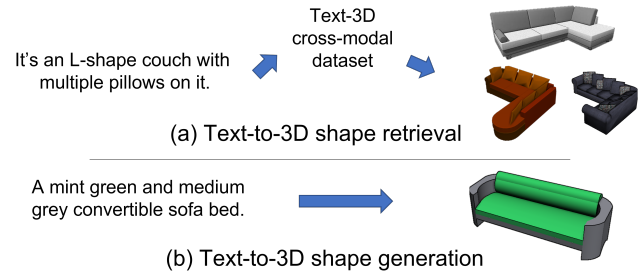 It's an L-shape couch with
multiple pillows on it.
Text-3D
cross-modal
dataset
(a) Text-to-3D shape retrieval
A mint green and medium
grey convertible sofa bed.
(b) Text-to-3D shape generation